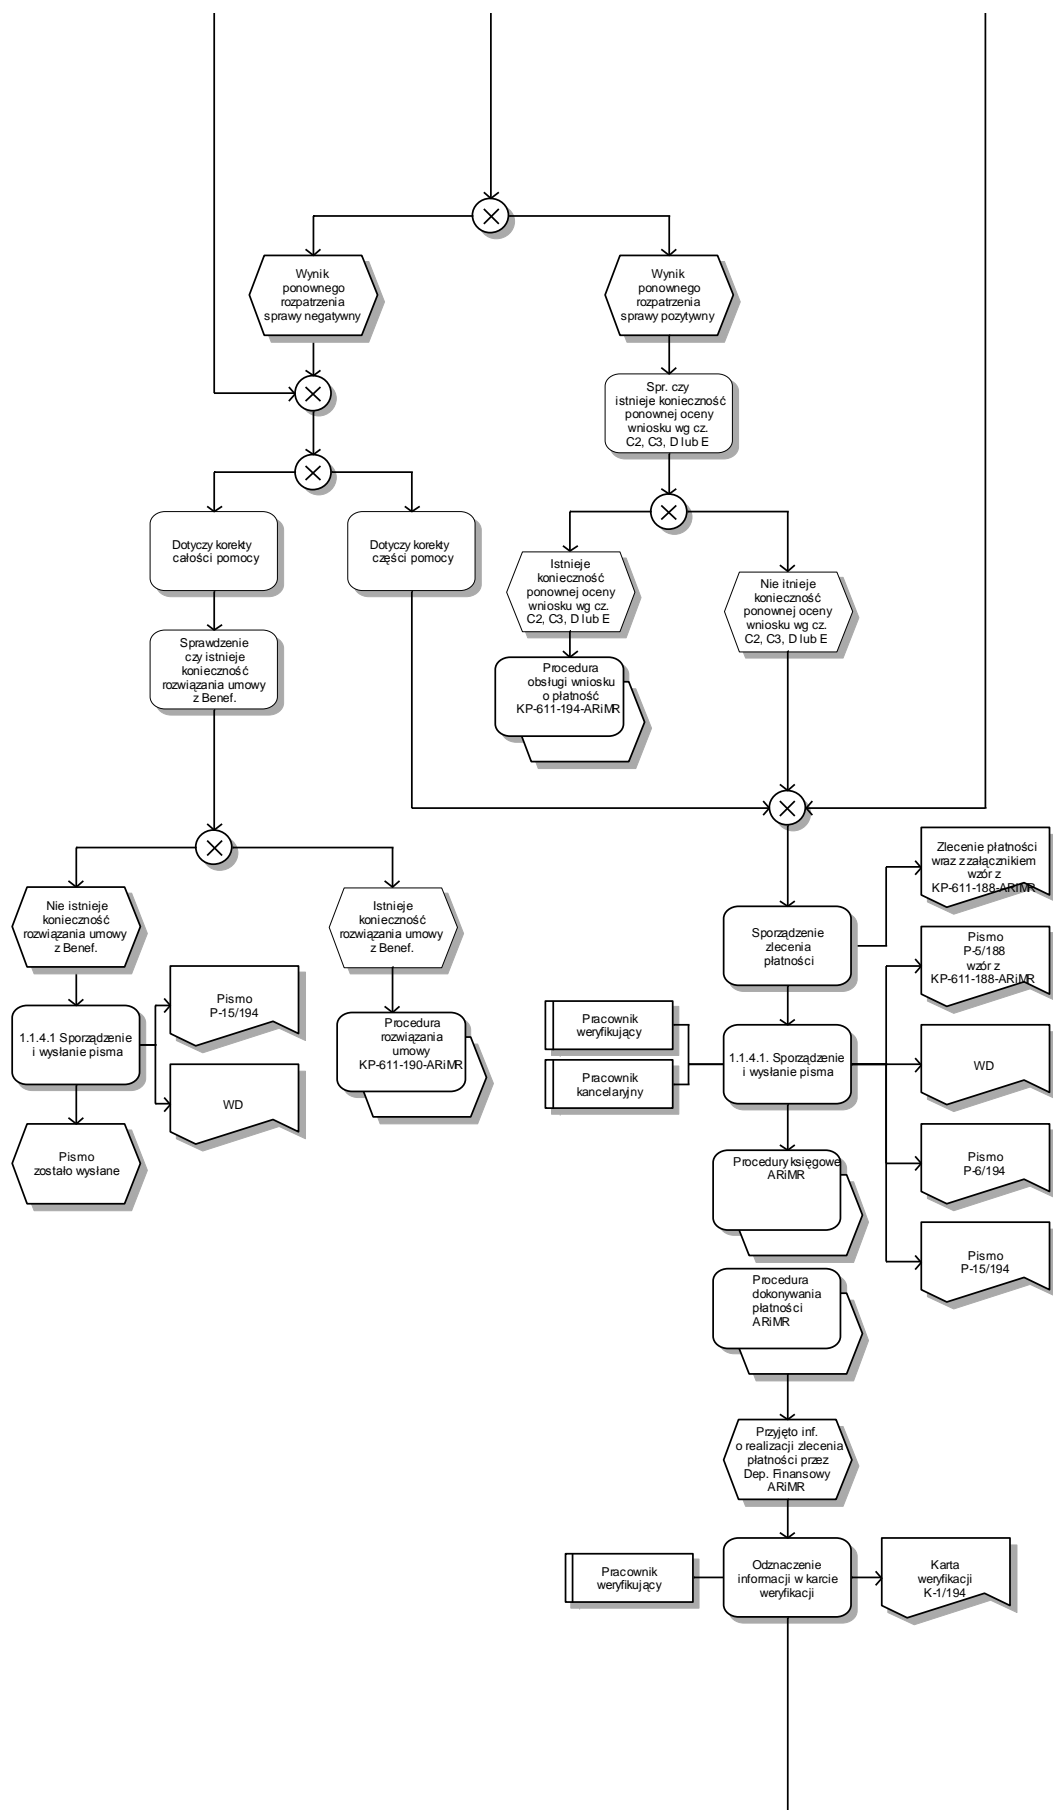 Wynik
ponownego
rozpatrzenia
sprawy negatywny
Wynik
ponownego
rozpatrzenia
sprawy pozytywny
Spr. czy
istnieje konieczność
ponownej oceny
wniosku wg cz.
C2, C3, D lub E
Dotyczy korekty
całości pomocy
Dotyczy korekty
części pomocy
Istnieje
konieczność
ponownej oceny
wniosku wg cz.
C2, C3, D lub E
Nie itnieje
konieczność
ponownej oceny
wniosku wg cz.
C2, C3, D lub E
Sprawdzenie
czy istnieje
konieczność
rozwiązania umowy
z Benef.
Procedura
obsługi wniosku
o płatność
KP-611-194-ARiMR
Nie istnieje
konieczność
rozwiązania umowy
z Benef.
Istnieje
konieczność
rozwiązania umowy
z Benef.
Zlecenie płatności
wraz z załącznikiem
wzór z
KP-611-188-ARiMR
Sporządzenie
zlecenia
płatności
Pismo
P-5/188
wzór z
KP-611-188-ARiMR
Pismo
P-15/194
1.1.4.1 Sporządzenie
i wysłanie pisma
WD
Procedura
rozwiązania
umowy
KP-611-190-ARiMR
Pracownik
weryfikujący
Pracownik
kancelaryjny
1.1.4.1. Sporządzenie
i wysłanie pisma
WD
Pismo
zostało wysłane
Procedury księgowe
ARiMR
Pismo
P-6/194
Pismo
P-15/194
Procedura
dokonywania
płatności
ARiMR
Przyjęto inf.
o realizacji zlecenia
płatności przez
Dep. Finansowy
ARiMR
Pracownik
weryfikujący
Odznaczenie
informacji w karcie
weryfikacji
Karta
weryfikacji
K-1/194